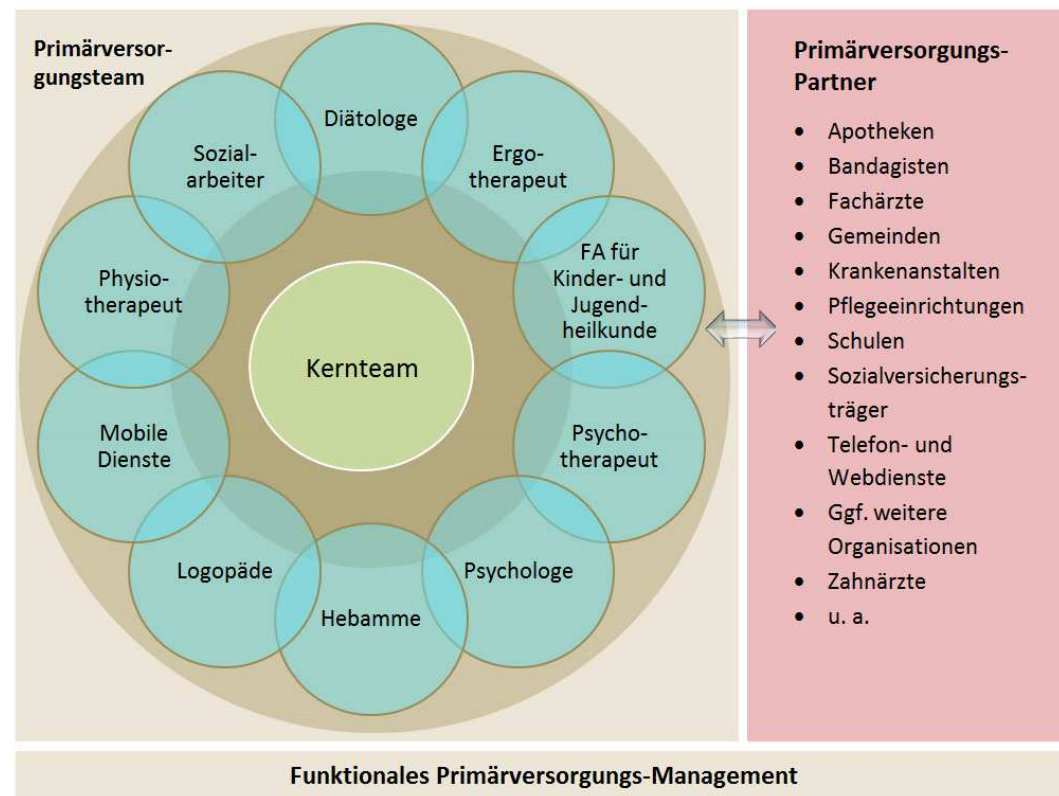 Primärversor-
gungsteam
Diätologe
Sozial-
arbeiter
Ergo-
therapeut
Physio-
therapeut
FA für
Kinder- und
Jugend-
heilkunde
Kernteam
Mobile
Dienste
Psycho-
therapeut
Logopäde
Psychologe
Hebamme
Primärversorgungs-
Partner
• Apotheken
• Bandagisten
• Fachärzte
• Gemeinden
• Krankenanstalten
• Pflegeeinrichtungen
• Schulen
• Sozialversicherungs-
träger
• Telefon- und
Webdienste
• Ggf. weitere
Organisationen
• Zahnärzte
• u. a.
Funktionales Primärversorgungs-Management